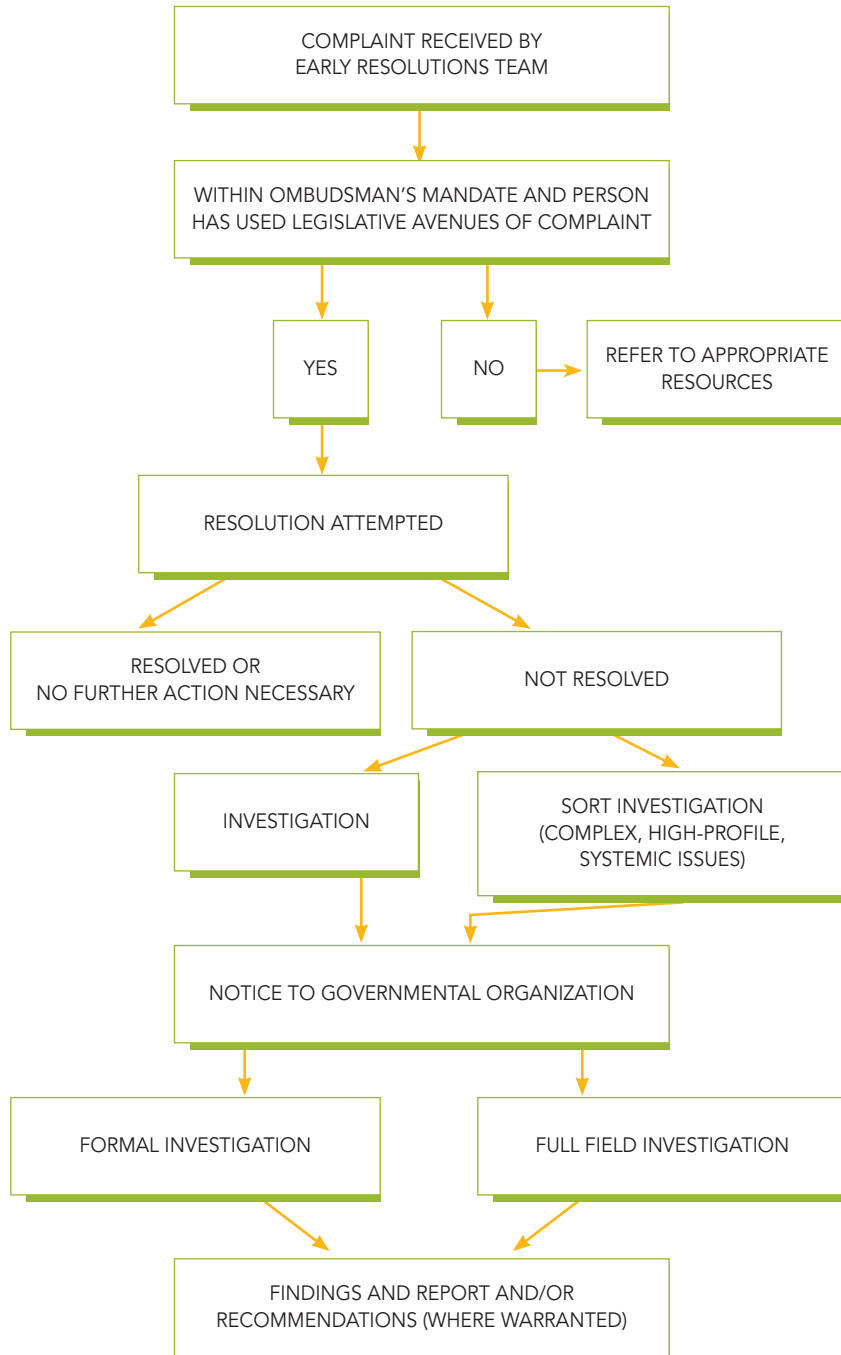 COMPLAINT RECEIVED BY
EARLY RESOLUTIONS TEAM
WITHIN OMBUDSMAN’S MANDATE AND PERSON
HAS USED LEGISLATIVE AVENUES OF COMPLAINT
YES
NO
REFER TO APPROPRIATE
RESOURCES
RESOLUTION ATTEMPTED
RESOLVED OR
NO FURTHER ACTION NECESSARY
NOT RESOLVED
INVESTIGATION
SORT INVESTIGATION
(COMPLEX, HIGH-PROFILE,
SYSTEMIC ISSUES)
NOTICE TO GOVERNMENTAL ORGANIZATION
FORMAL INVESTIGATION
FULL FIELD INVESTIGATION
FINDINGS AND REPORT AND/OR
RECOMMENDATIONS (WHERE WARRANTED)